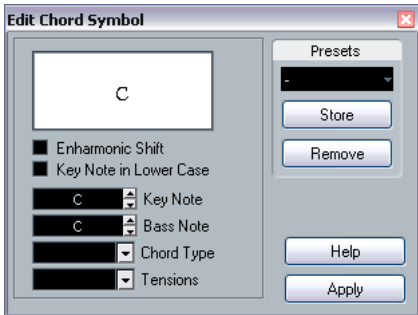 Edit Chord Symbol
C
Enharmonic Shift
Key Note in Lower Case
C Key Note
C Bass Note
Chord Type
Tensions
Presets
-
Store
Remove
Help
Apply